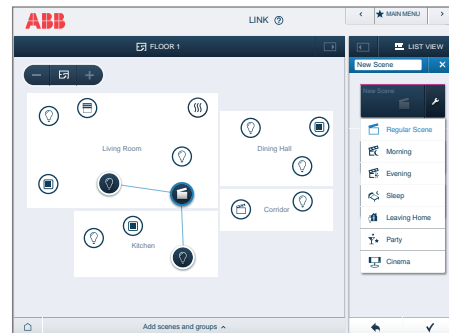 ABB
LINK ?
< ★ MAIN MENU >
FLOOR 1
LIST VIEW
New Scene ×
− +
New Scene
Living Room
Dining Hall
Corridor
Kitchen
Regular Scene
Morning
Evening
Sleep
Leaving Home
Party
Cinema
Add scenes and groups